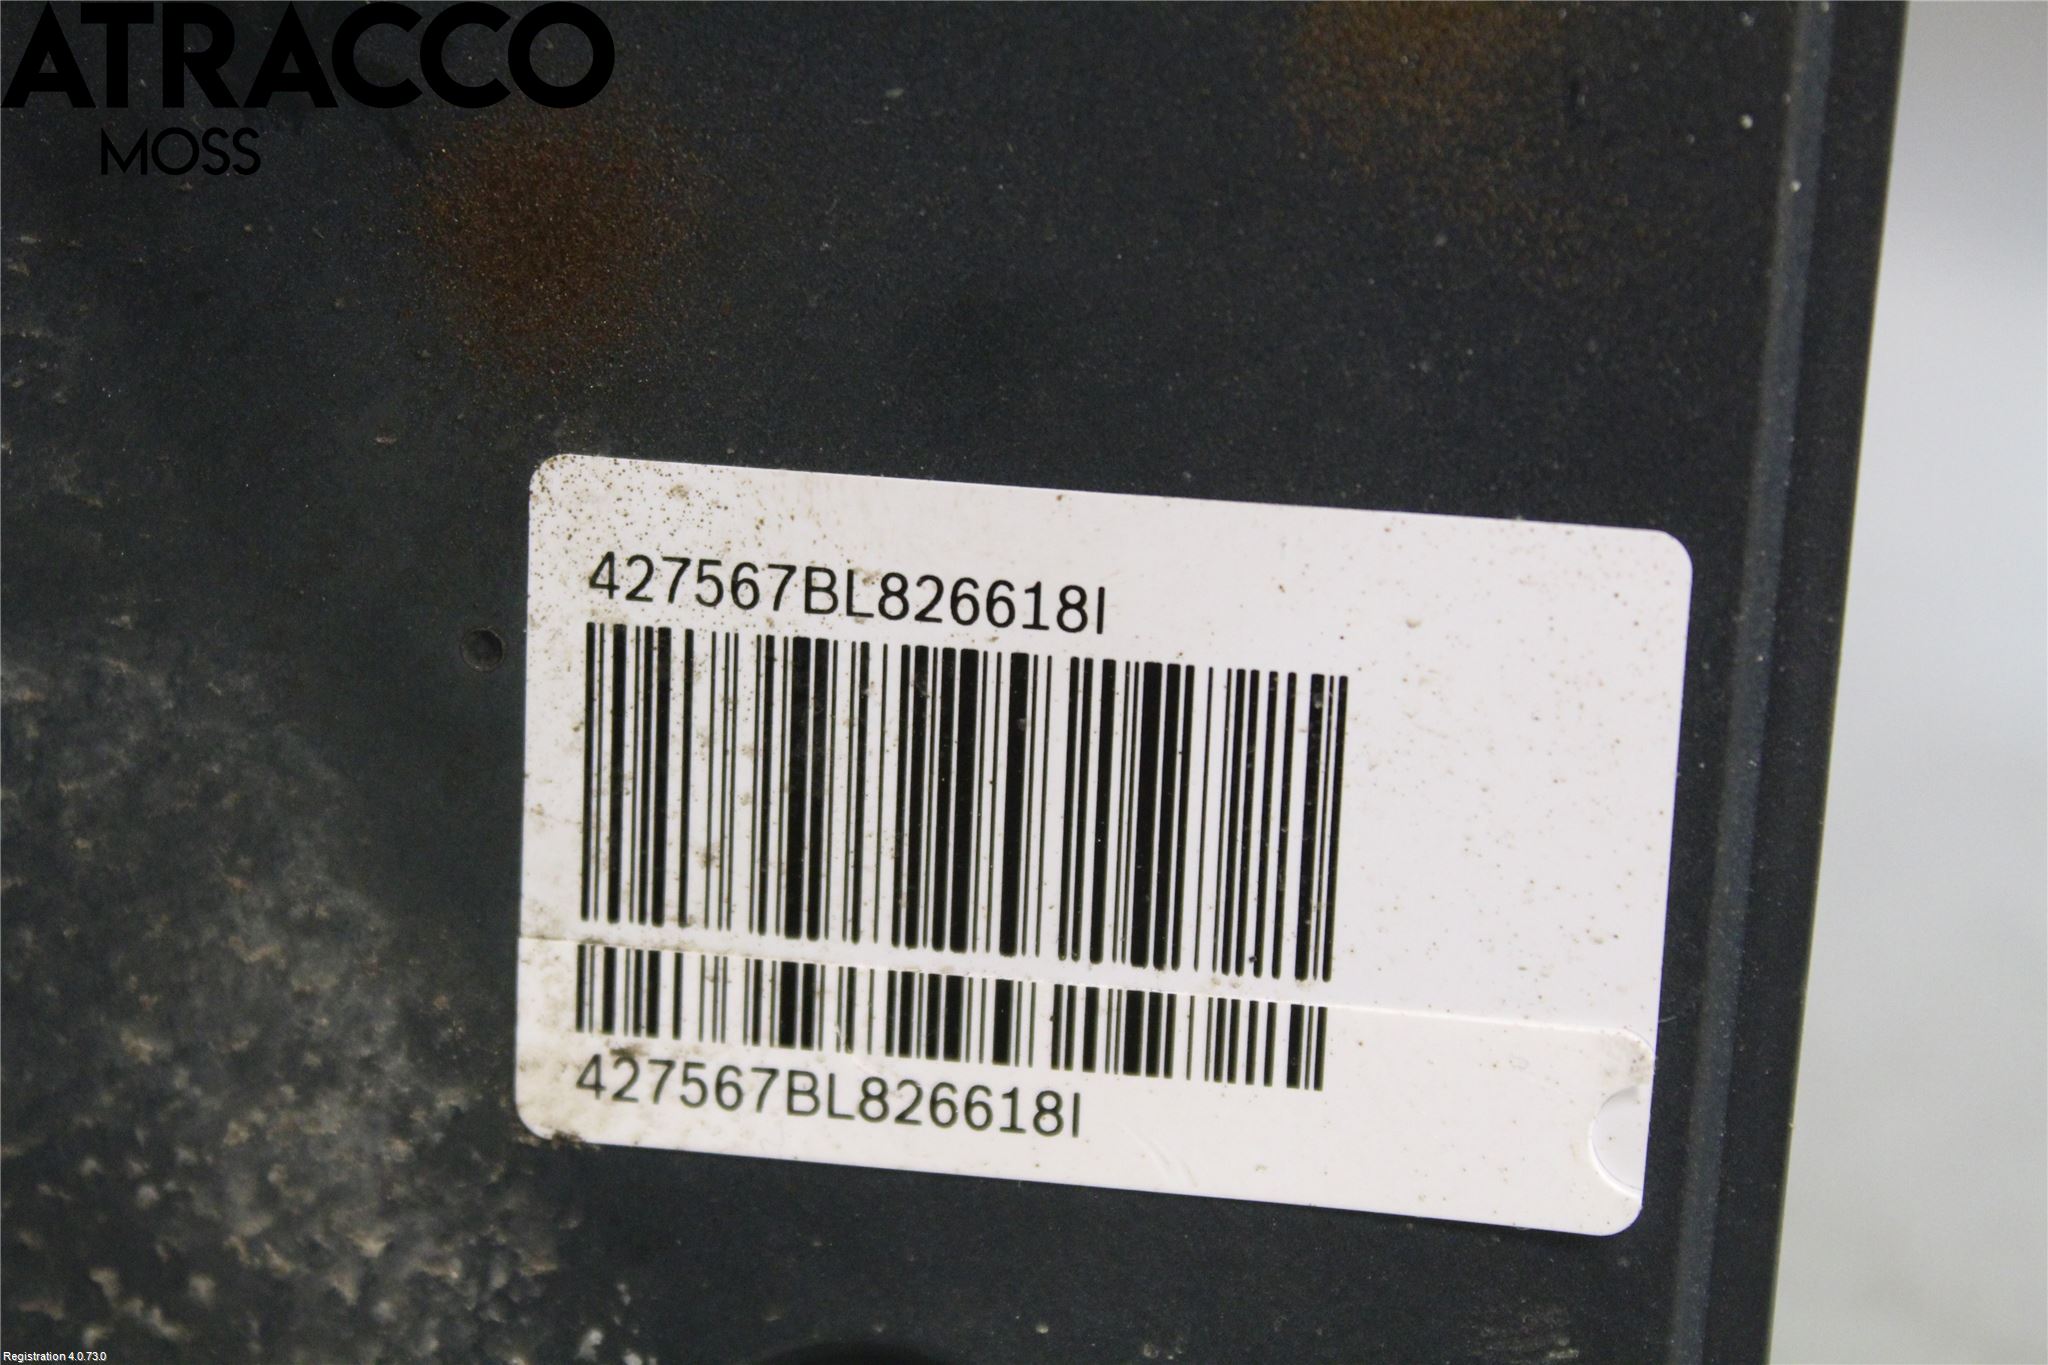 ATRACCO
MOSS
427567BL826618I
427567BL826618I
Registration 4.0.73.0